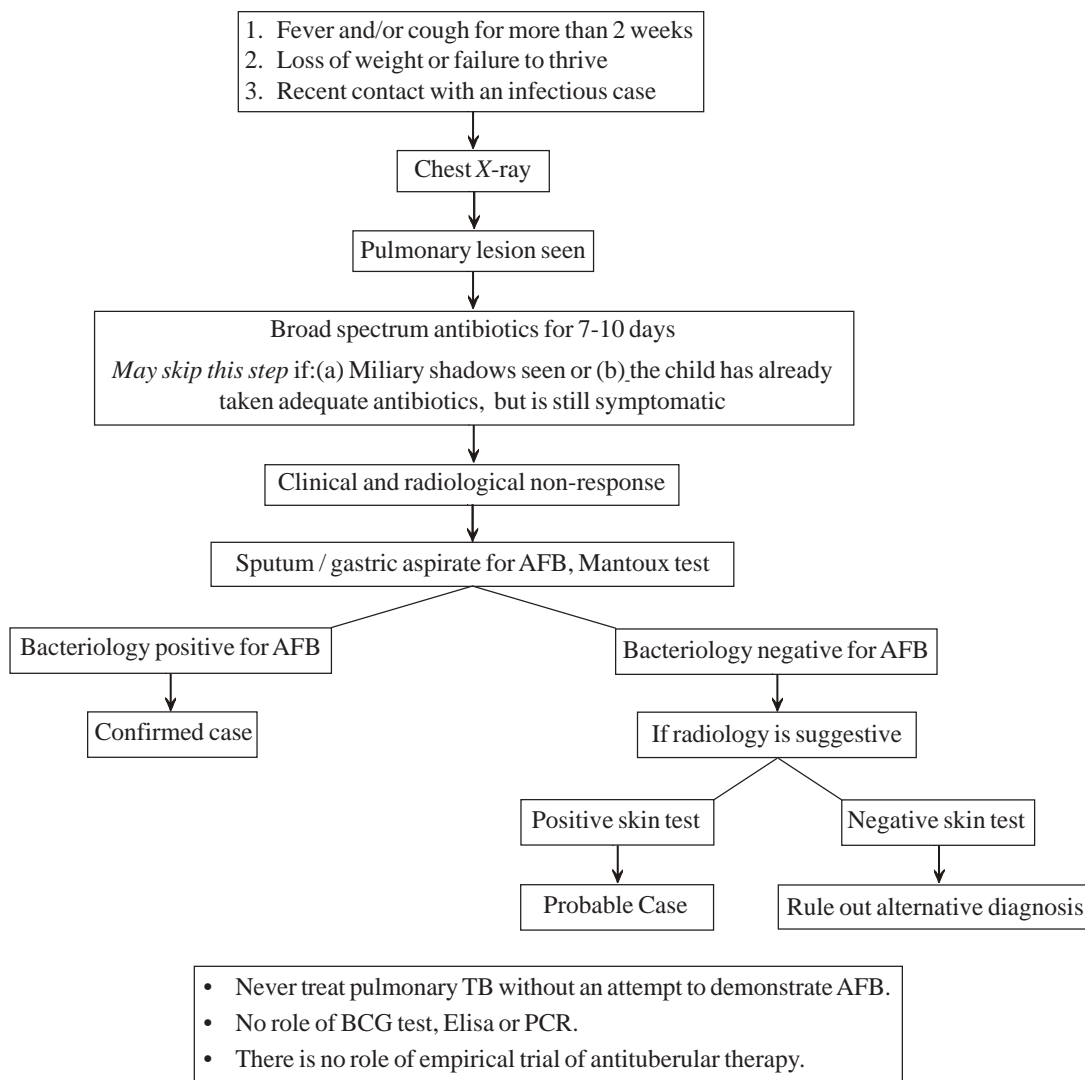 1. Fever and/or cough for more than 2 weeks
2. Loss of weight or failure to thrive
3. Recent contact with an infectious case
Chest X-ray
Pulmonary lesion seen
Broad spectrum antibiotics for 7-10 days
May skip this step if:(a) Miliary shadows seen or (b) the child has already
taken adequate antibiotics, but is still symptomatic
Clinical and radiological non-response
Sputum / gastric aspirate for AFB, Mantoux test
Bacteriology positive for AFB
Bacteriology negative for AFB
Confirmed case
If radiology is suggestive
Positive skin test
Negative skin test
Probable Case
Rule out alternative diagnosis
• Never treat pulmonary TB without an attempt to demonstrate AFB.
• No role of BCG test, Elisa or PCR.
• There is no role of empirical trial of antituberular therapy.